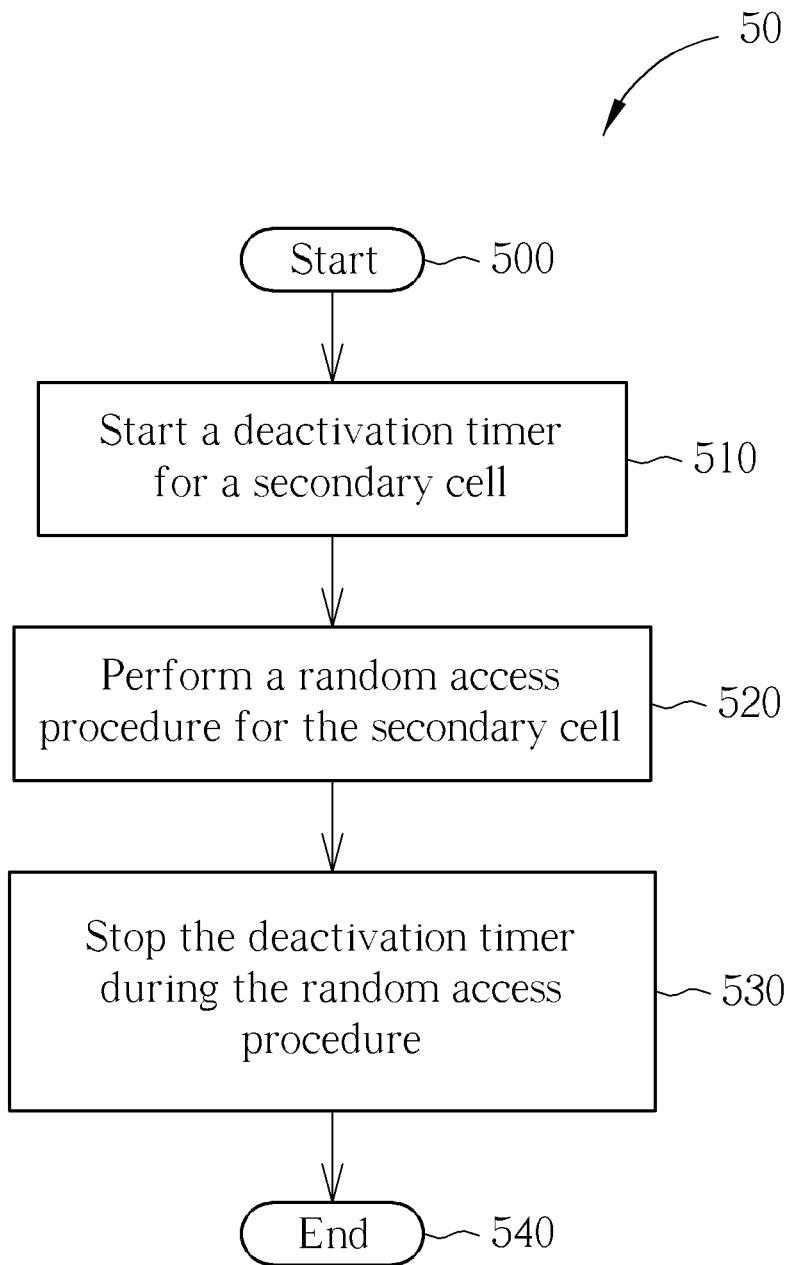 50
Start
500
Start a deactivation timer
for a secondary cell
510
Perform a random access
procedure for the secondary cell
520
Stop the deactivation timer
during the random access
procedure
530
End
540